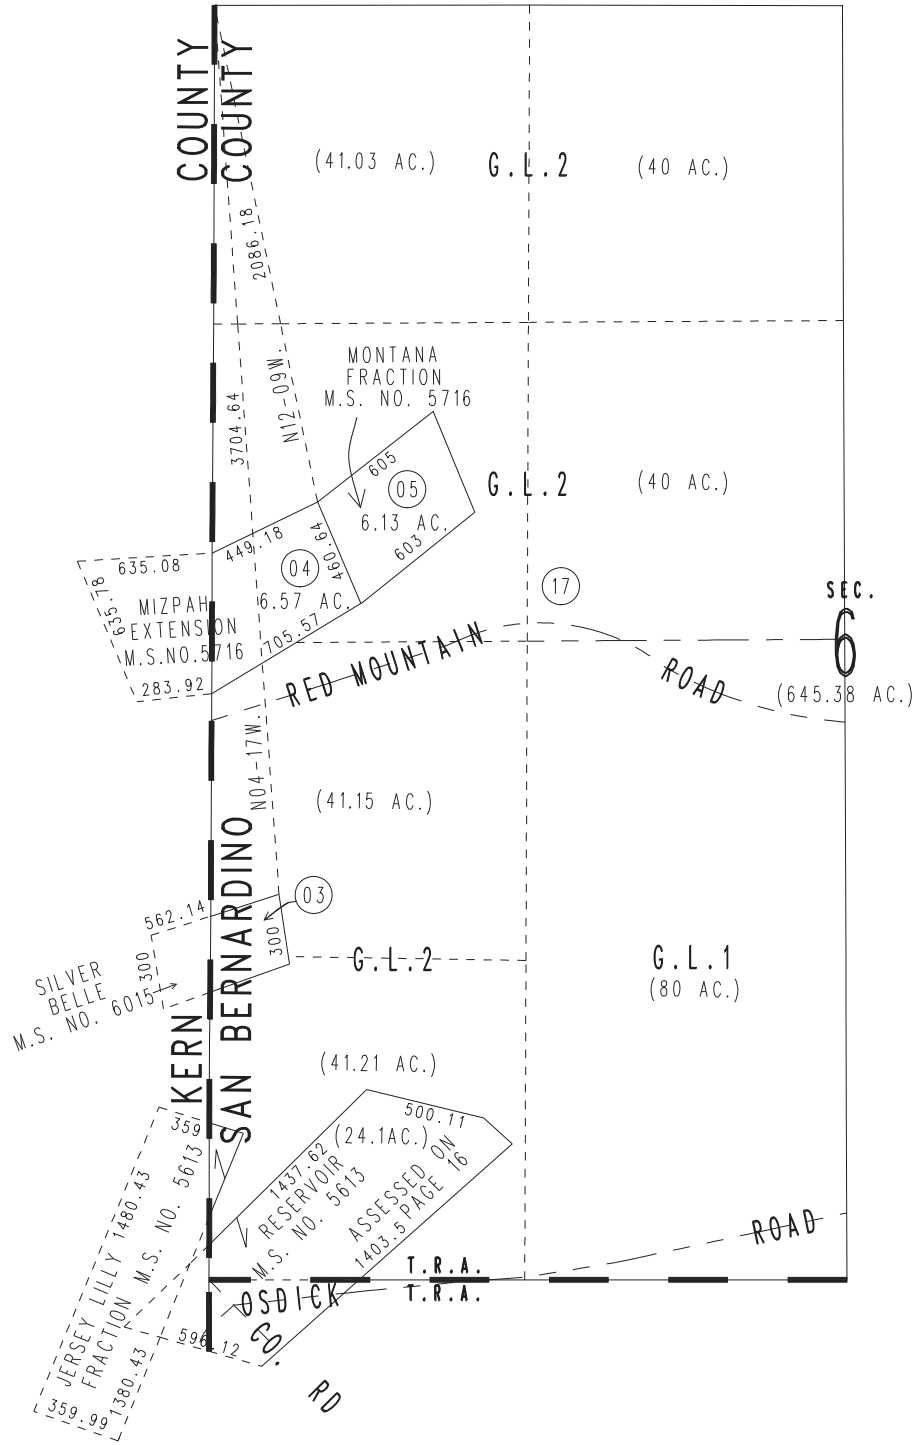 COUNTY
COUNTY
(41.03 AC.)
G.L.2
(40 AC.)
2086.18
N12-09W.
3704.64
MONTANA
FRACTION
M.S. NO. 5716
605
05
6.13 AC.
603
G.L.2
(40 AC.)
449.18
460.64
04
6.57 AC.
705.57
635.08
635.78
MIZPAH
EXTENSION
M.S.NO.5716
283.92
17
SEC.
6
(645.38 AC.)
RED MOUNTAIN
ROAD
N04-17W.
(41.15 AC.)
KERN
SAN BERNARDINO
03
562.14
300
300
SILVER
BELLE
M.S. NO. 6015
G.L.2
G.L.1
(80 AC.)
(41.21 AC.)
359
500.11
(24.1AC.)
1437.62
RESERVOIR
M.S. NO. 5613
ASSESSED ON
PAGE 16
1403.5
JERSEY LILLY
FRACTION M.S. NO. 5613
1480.43
1380.43
359.99
596.12
T.R.A.
T.R.A.
ROAD
OSDICK
CO.
RD